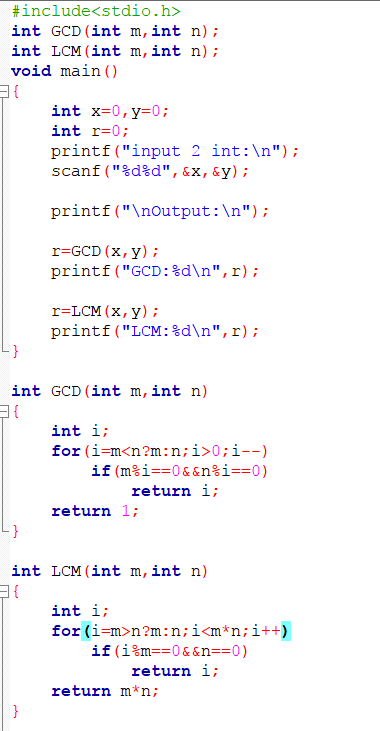 #include<stdio.h>
int GCD(int m,int n);
int LCM(int m,int n);
void main()
{
    int x=0,y=0;
    int r=0;
    printf("input 2 int:\n");
    scanf("%d%d",&x,&y);

    printf("\nOutput:\n");

    r=GCD(x,y);
    printf("GCD:%d\n",r);

    r=LCM(x,y);
    printf("LCM:%d\n",r);
}

int GCD(int m,int n)
{
    int i;
    for(i=m<n?m:n;i>0;i--)
        if(m%i==0&&n%i==0)
            return i;
    return 1;
}

int LCM(int m,int n)
{
    int i;
    for(i=m>n?m:n;i<m*n;i++)
        if(i%m==0&&n==0)
            return i;
    return m*n;
}